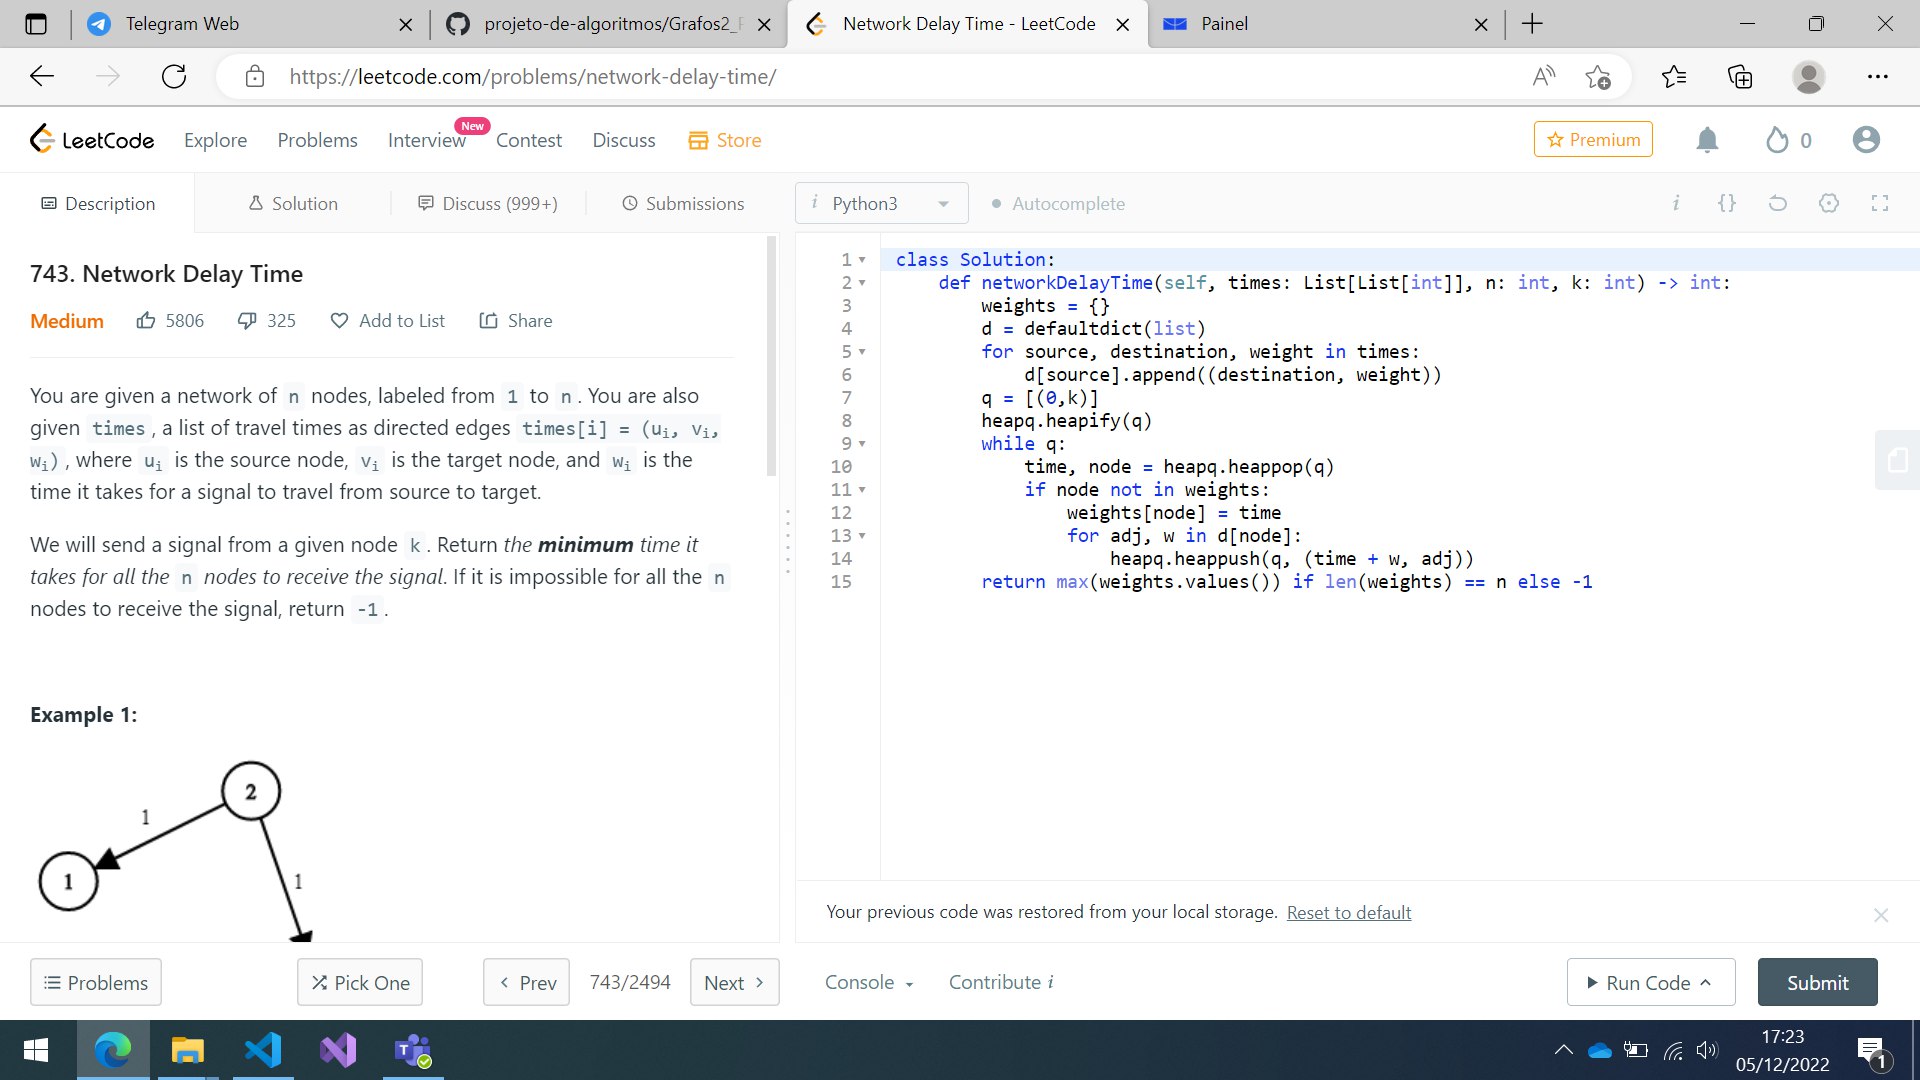 Telegram Web
projeto-de-algoritmos/Grafos2_
Network Delay Time - LeetCode
Painel
https://leetcode.com/problems/network-delay-time/
LeetCode
Explore
Problems
Interview
New
Contest
Discuss
Store
Premium
0
Description
Solution
Discuss (999+)
Submissions
i Python3
Autocomplete
i {}
743. Network Delay Time
Medium
5806
325
Add to List
Share
You are given a network of n nodes, labeled from 1 to n. You are also
given times, a list of travel times as directed edges times[i] = (ui, vi,
wi), where ui is the source node, vi is the target node, and wi is the
time it takes for a signal to travel from source to target.
We will send a signal from a given node k. Return the minimum time it
takes for all the n nodes to receive the signal. If it is impossible for all the n
nodes to receive the signal, return -1.
Example 1:
2
1
1
1
1 class Solution:
2 def networkDelayTime(self, times: List[List[int]], n: int, k: int) -> int:
3 weights = {}
4 d = defaultdict(list)
5 for source, destination, weight in times:
6 d[source].append((destination, weight))
7 q = [(0,k)]
8 heapq.heapify(q)
9 while q:
10 time, node = heapq.heappop(q)
11 if node not in weights:
12 weights[node] = time
13 for adj, w in d[node]:
14 heapq.heappush(q, (time + w, adj))
15 return max(weights.values()) if len(weights) == n else -1
Your previous code was restored from your local storage. Reset to default
Problems
Pick One
Prev
743/2494
Next
Console
Contribute i
Run Code
Submit
17:23
05/12/2022
1